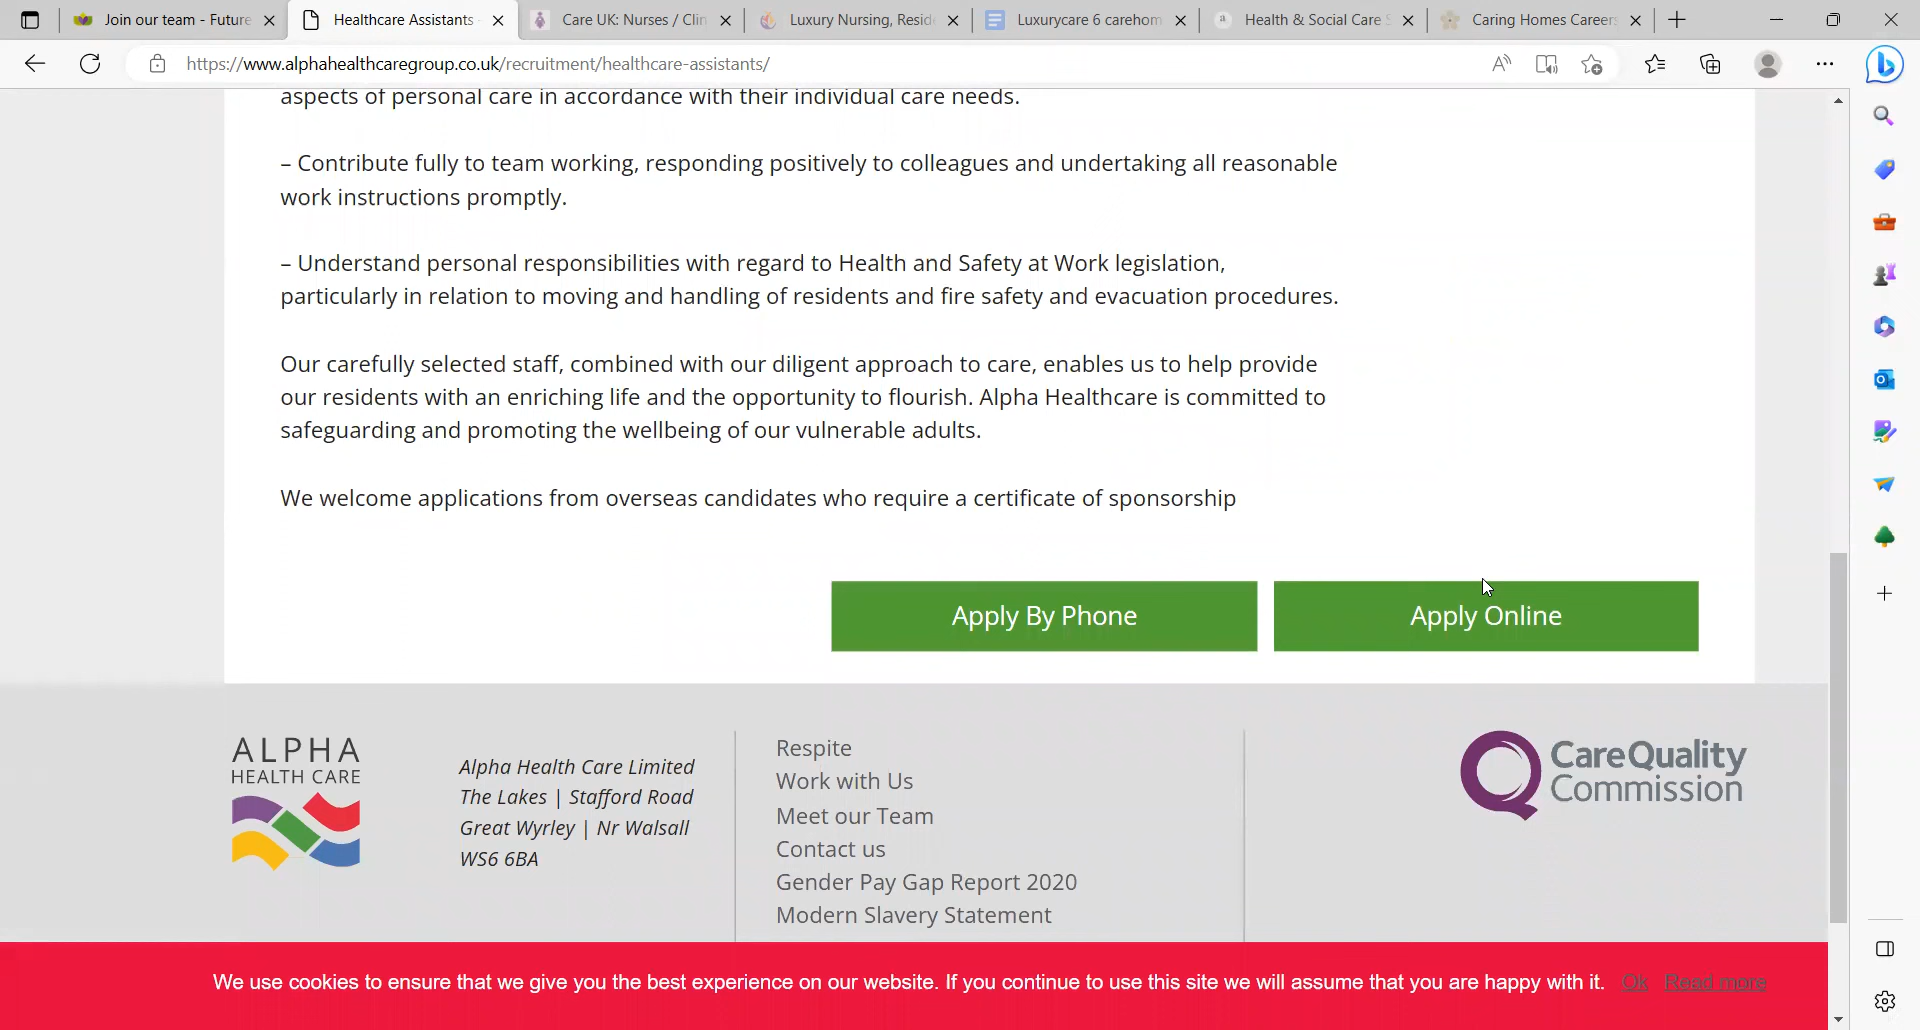 Join our team - Future
Healthcare Assistants
Care UK: Nurses / Clin
Luxury Nursing, Reside
Luxurycare 6 carehom
Health & Social Care S
Caring Homes Careers
https://www.alphahealthcaregroup.co.uk/recruitment/healthcare-assistants/
aspects of personal care in accordance with their individual care needs.
– Contribute fully to team working, responding positively to colleagues and undertaking all reasonable
work instructions promptly.
– Understand personal responsibilities with regard to Health and Safety at Work legislation,
particularly in relation to moving and handling of residents and fire safety and evacuation procedures.
Our carefully selected staff, combined with our diligent approach to care, enables us to help provide
our residents with an enriching life and the opportunity to flourish. Alpha Healthcare is committed to
safeguarding and promoting the wellbeing of our vulnerable adults.
We welcome applications from overseas candidates who require a certificate of sponsorship
Apply By Phone
Apply Online
ALPHA
HEALTH CARE
Alpha Health Care Limited
The Lakes | Stafford Road
Great Wyrley | Nr Walsall
WS6 6BA
Respite
Work with Us
Meet our Team
Contact us
Gender Pay Gap Report 2020
Modern Slavery Statement
CareQuality
Commission
We use cookies to ensure that we give you the best experience on our website. If you continue to use this site we will assume that you are happy with it. Ok Read more